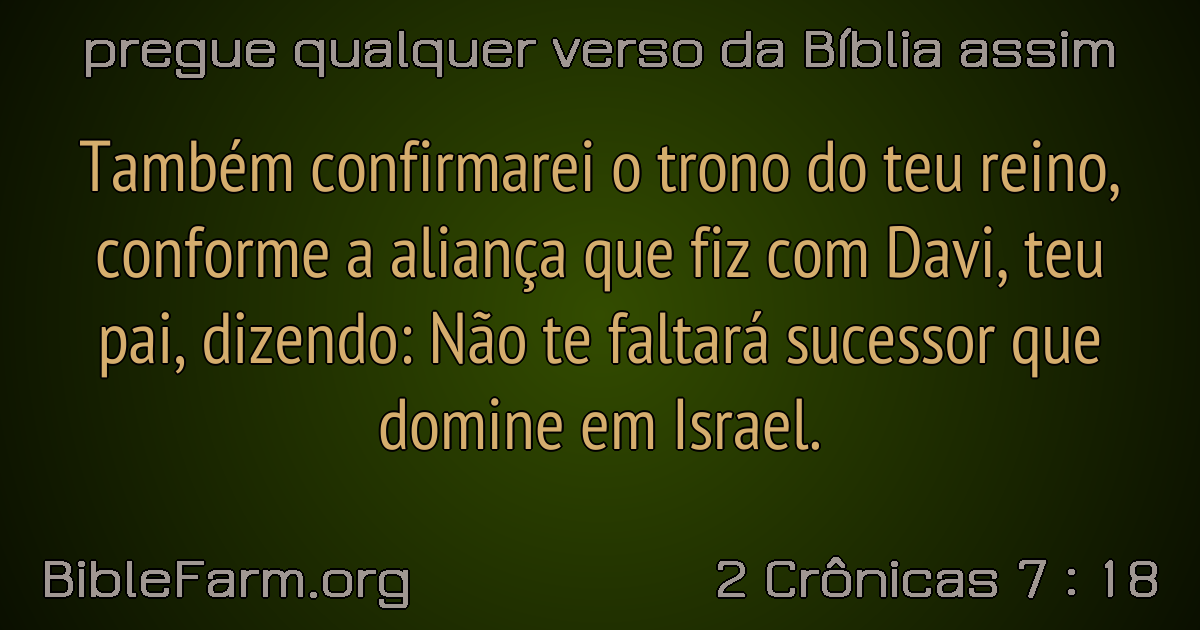 pregue qualquer verso da Bíblia assim
Também confirmarei o trono do teu reino,
conforme a aliança que fiz com Davi, teu
pai, dizendo: Não te faltará sucessor que
domine em Israel.
BibleFarm.org
2 Crônicas 7 : 18